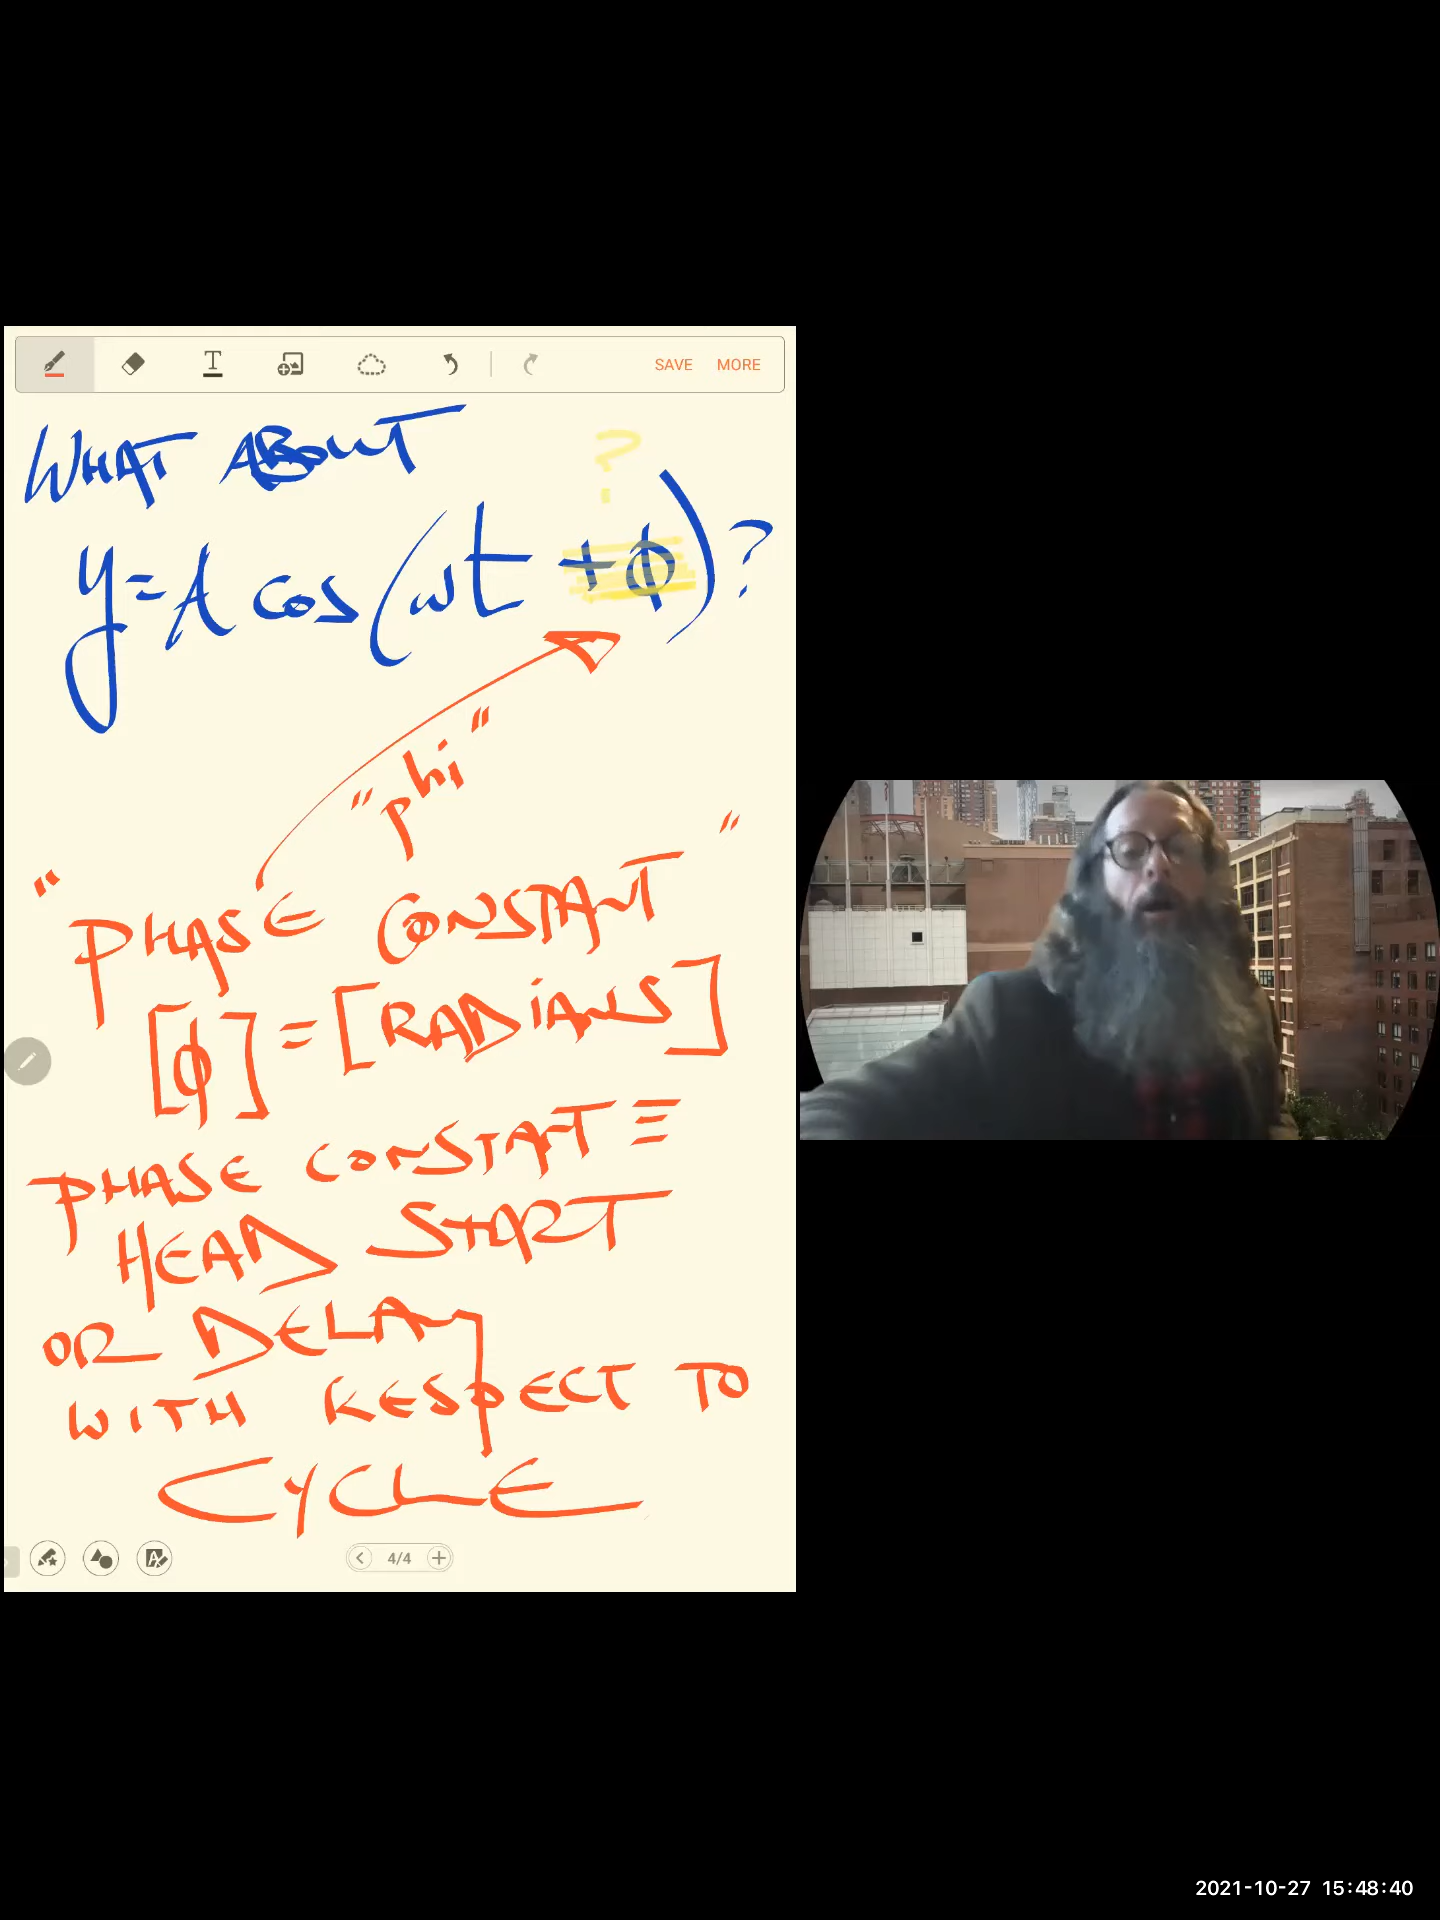 SAVE MORE
WHAT ABOUT
?
y = A cos(ωt + ϕ)?
"phi"
"PHASE CONSTANT"
[ϕ] = [RADIANS]
PHASE CONSTANT ≡
HEAD START
OR DELAY
WITH RESPECT TO
CYCLE
4/4
2021-10-27 15:48:40